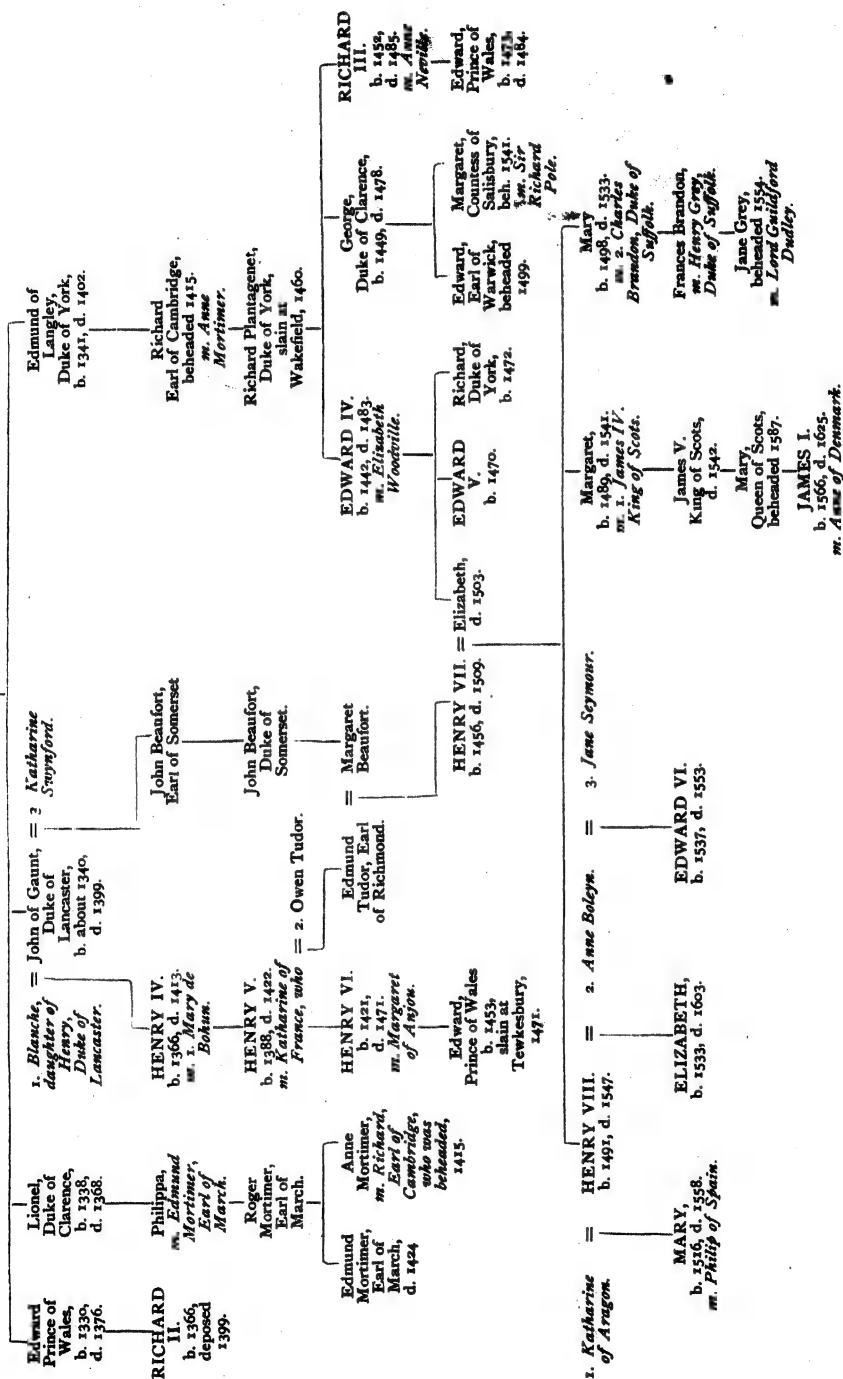 Edward
Prince of
Wales,
b. 1330,
d. 1376.
RICHARD
II.
b. 1366,
deposed
1399.
Lionel,
Duke of
Clarence,
b. 1338,
d. 1368.
Philippa,
m. Edmund
Mortimer,
Earl of
March.
Roger
Mortimer,
Earl of
March.
Edmund
Mortimer,
Earl of
March,
d. 1424
Anne
Mortimer,
m. Richard,
Earl of
Cambridge,
who was
beheaded,
1415.
1. Blanche,
daughter of
Henry,
Duke of
Lancaster.
= John of Gaunt, =
Duke of
Lancaster,
b. about 1340,
d. 1399.
3 Katharine
Swynford.
HENRY IV.
b. 1366, d. 1413.
m. 1. Mary de
Bohun.
HENRY V.
b. 1388, d. 1422.
m. Katharine of
France, who
= 2. Owen Tudor.
HENRY VI.
b. 1421,
d. 1471.
m. Margaret
of Anjou.
Edward,
Prince of Wales
b. 1453,
slain at
Tewkesbury,
1471.
Edmund
Tudor, Earl
of Richmond.
=
John Beaufort,
Earl of Somerset
John Beaufort,
Duke of
Somerset.
Margaret
Beaufort.
Edmund of
Langley,
Duke of York,
b. 1341, d. 1402.
Richard
Earl of Cambridge,
beheaded 1415.
m. Anne
Mortimer.
Richard Plantagenet,
Duke of York,
slain at
Wakefield, 1460.
EDWARD IV.
b. 1442, d. 1483.
m. Elizabeth
Woodville.
George,
Duke of Clarence,
b. 1449, d. 1478.
RICHARD
III.
b. 1452,
d. 1485.
m. Anne
Neville.
HENRY VII. = Elizabeth,
b. 1456, d. 1509.
d. 1503.
EDWARD
V.
b. 1470.
Richard,
Duke of
York,
b. 1472.
Edward,
Earl of
Warwick,
beheaded
1499.
Margaret,
Countess of
Salisbury,
beh. 1541.
m. Sir
Richard
Pole.
Edward,
Prince of
Wales,
b. 1473,
d. 1484.
1. Katharine
of Aragon.
=
HENRY VIII.
b. 1491, d. 1547.
=
2. Anne Boleyn.
=
3. Jane Seymour.
MARY,
b. 1516, d. 1558.
m. Philip of Spain.
ELIZABETH,
b. 1533, d. 1603.
EDWARD VI.
b. 1537, d. 1553.
Margaret,
b. 1489, d. 1541.
m. 1. James IV.
King of Scots.
James V.
King of Scots,
d. 1542.
Mary,
Queen of Scots,
beheaded 1587.
JAMES I.
b. 1566, d. 1625.
m. Anne of Denmark.
Mary
b. 1498, d. 1533.
m. 2. Charles
Brandon, Duke of
Suffolk.
Frances Brandon,
m. Henry Grey,
Duke of Suffolk.
Jane Grey,
beheaded 1554.
m. Lord Guildford
Dudley.